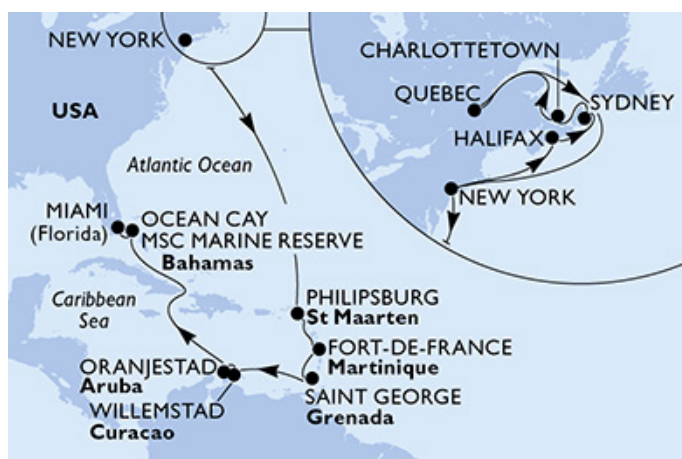 NEW YORK
USA
Atlantic Ocean
MIAMI
(Florida)
OCEAN CAY
MSC MARINE RESERVE
Bahamas
Caribbean
Sea
PHILIPSBURG
St Maarten
FORT-DE-FRANCE
Martinique
SAINT GEORGE
Grenada
ORANJESTAD
Aruba
WILLEMSTAD
Curacao
CHARLOTTETOWN
QUEBEC
SYDNEY
HALIFAX
NEW YORK